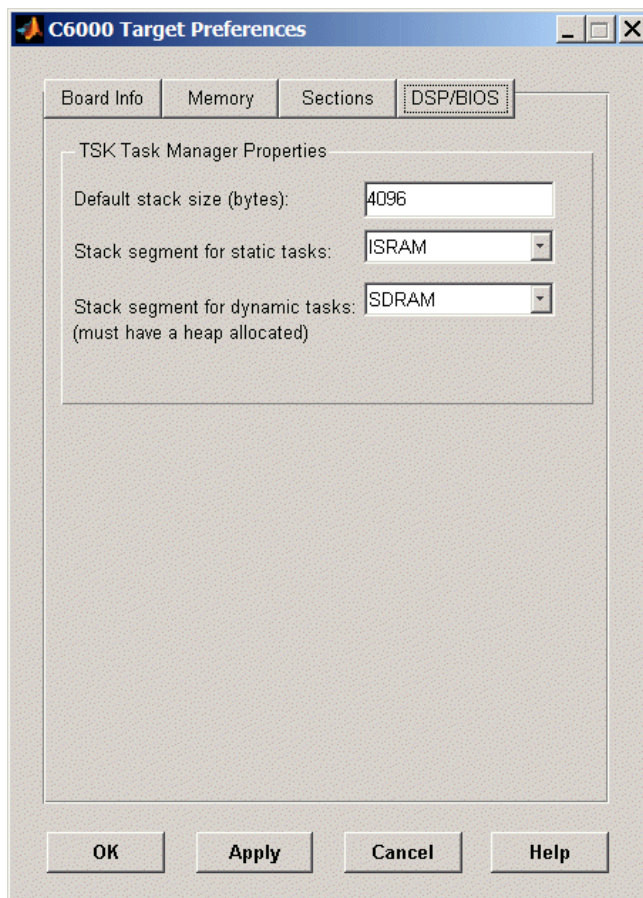 C6000 Target Preferences
Board Info Memory Sections DSP/BIOS
TSK Task Manager Properties
Default stack size (bytes): 4096
Stack segment for static tasks: ISRAM
Stack segment for dynamic tasks: SDRAM
(must have a heap allocated)
OK Apply Cancel Help